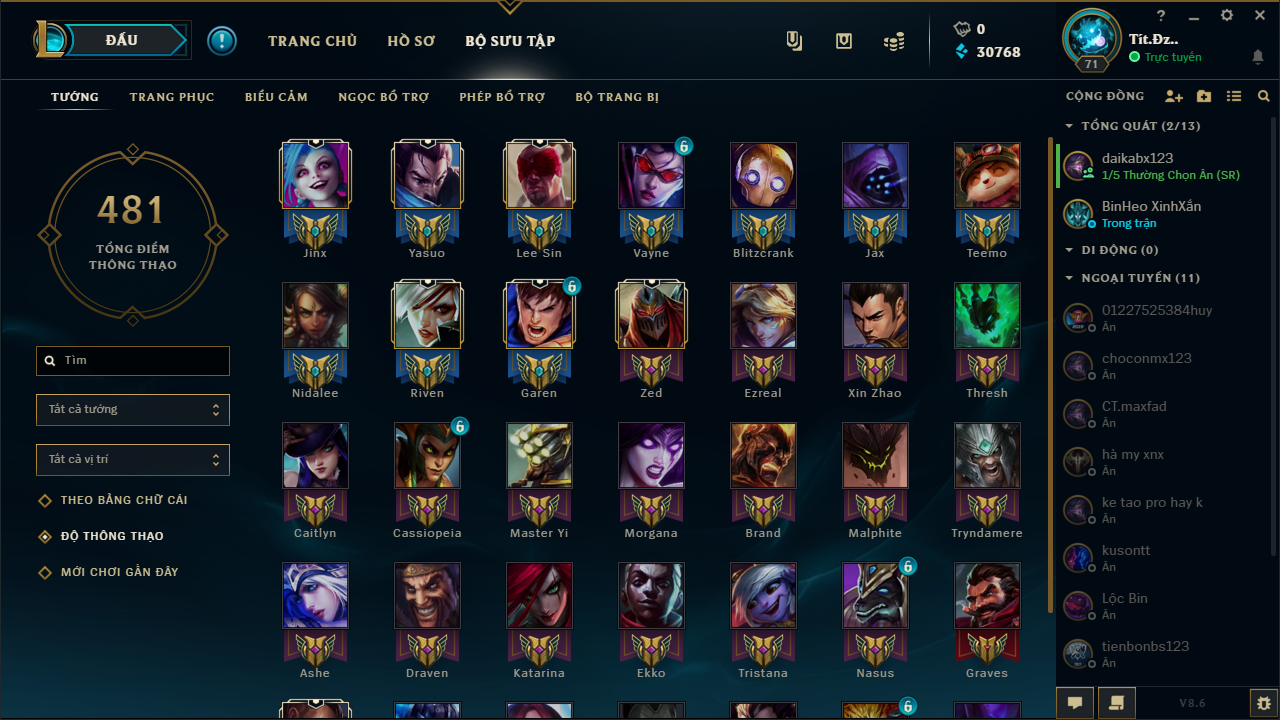 ĐẤU
!
TRANG CHỦ
HỒ SƠ
BỘ SƯU TẬP
0
30768
?
71
Tít.Đz..
Trực tuyến
TƯỚNG
TRANG PHỤC
BIỂU CẢM
NGỌC BỔ TRỢ
PHÉP BỔ TRỢ
BỘ TRANG BỊ
481
TỔNG ĐIỂM
THÔNG THẠO
Tìm
Tất cả tướng
Tất cả vị trí
THEO BẢNG CHỮ CÁI
ĐỘ THÔNG THẠO
MỚI CHƠI GẦN ĐÂY
6
Jinx
Yasuo
Lee Sin
Vayne
Blitzcrank
Jax
Teemo
6
Nidalee
Riven
Garen
Zed
Ezreal
Xin Zhao
Thresh
6
Caitlyn
Cassiopeia
Master Yi
Morgana
Brand
Malphite
Tryndamere
6
Ashe
Draven
Katarina
Ekko
Tristana
Nasus
Graves
6
CỘNG ĐỒNG
TỔNG QUÁT (2/13)
daikabx123
1/5 Thường Chọn Ẩn (SR)
BinHeo XinhXắn
Trong trận
DI ĐỘNG (0)
NGOẠI TUYẾN (11)
01227525384huy
Ẩn
choconmx123
Ẩn
CT.maxfad
Ẩn
hà my xnx
Ẩn
ke tao pro hay k
Ẩn
kusontt
Ẩn
Lộc Bin
Ẩn
tienbonbs123
Ẩn
V8.6